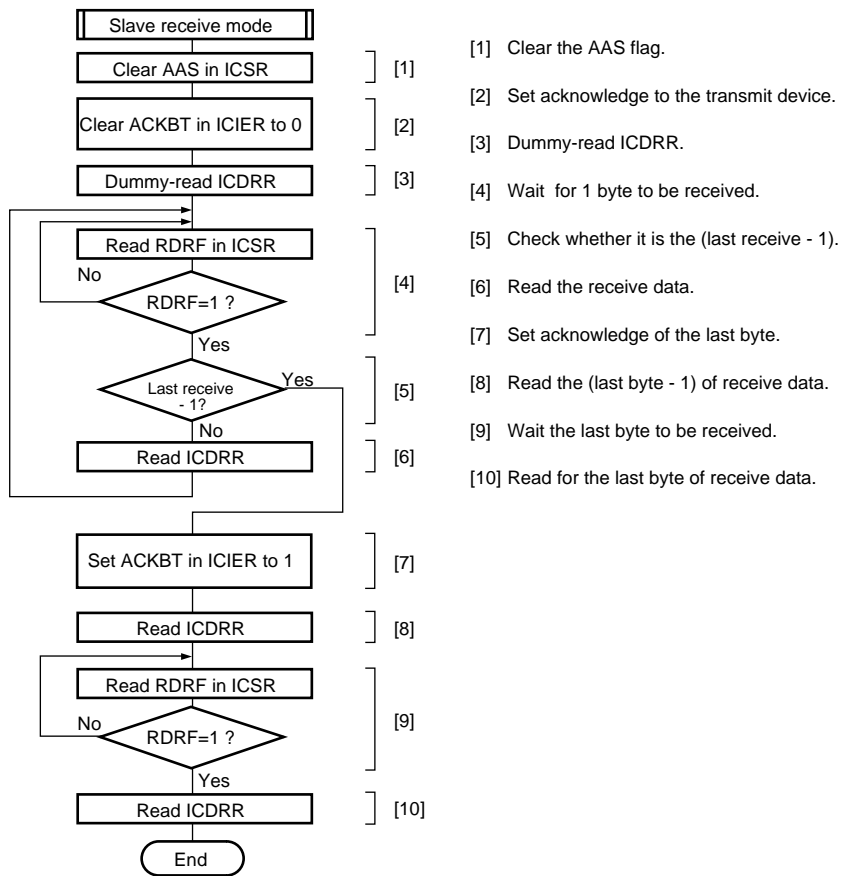 Slave receive mode
Clear AAS in ICSR
[1]
Clear ACKBT in ICIER to 0
[2]
Dummy-read ICDRR
[3]
Read RDRF in ICSR
No
[4]
RDRF=1 ?
Yes
Yes
Last receive
- 1?
[5]
No
Read ICDRR
[6]
Set ACKBT in ICIER to 1
[7]
Read ICDRR
[8]
Read RDRF in ICSR
No
[9]
RDRF=1 ?
Yes
Read ICDRR
[10]
End
[1] Clear the AAS flag.
[2] Set acknowledge to the transmit device.
[3] Dummy-read ICDRR.
[4] Wait for 1 byte to be received.
[5] Check whether it is the (last receive - 1).
[6] Read the receive data.
[7] Set acknowledge of the last byte.
[8] Read the (last byte - 1) of receive data.
[9] Wait the last byte to be received.
[10] Read for the last byte of receive data.